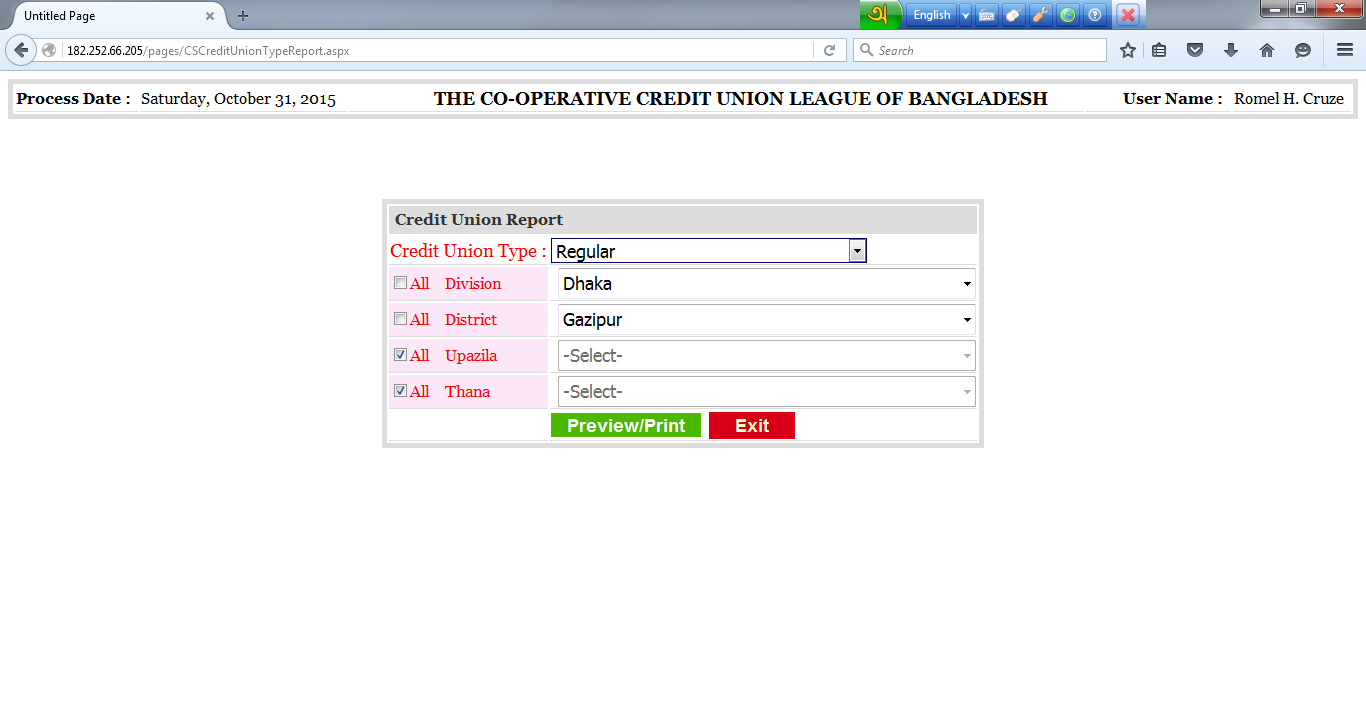 Untitled Page
অ English
182.252.66.205/pages/CSCreditUnionTypeReport.aspx
Search
Process Date : Saturday, October 31, 2015 THE CO-OPERATIVE CREDIT UNION LEAGUE OF BANGLADESH User Name : Romel H. Cruze
Credit Union Report
Credit Union Type : Regular
All Division Dhaka
All District Gazipur
All Upazila -Select-
All Thana -Select-
Preview/Print Exit